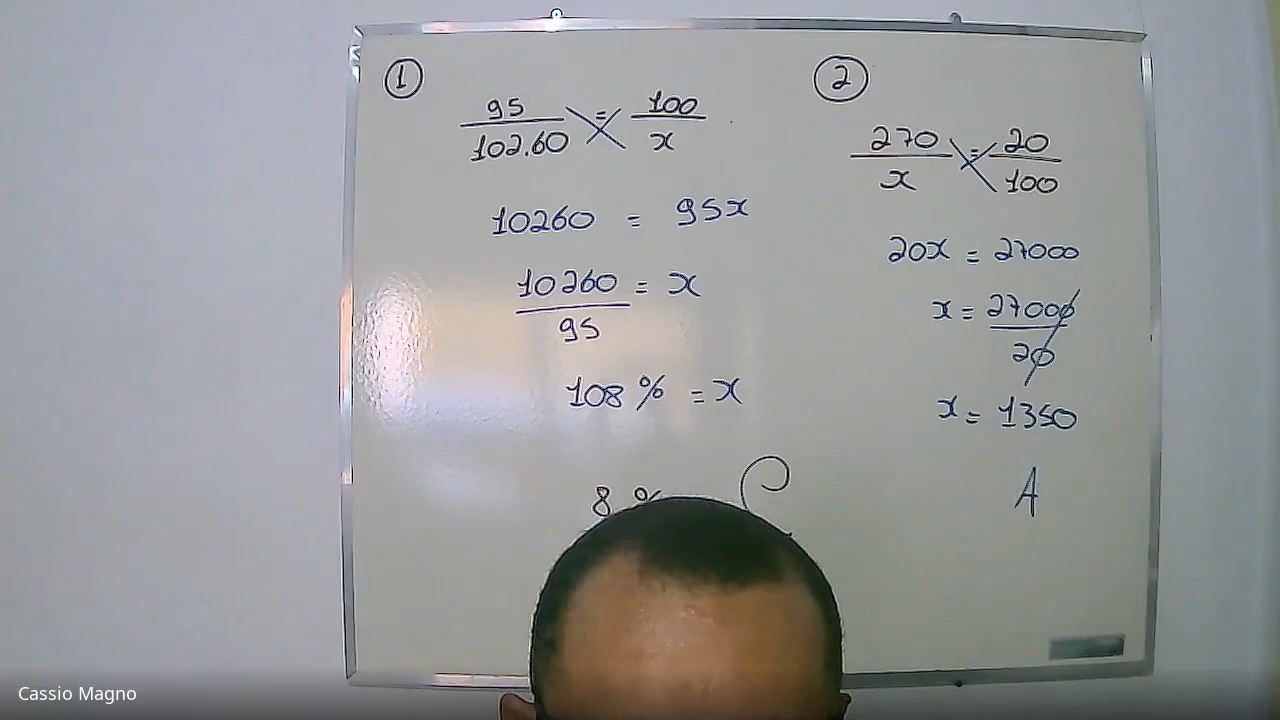 1
95 = 100
102.60 x
10260 = 95x
10260 = x
95
108 % = x
8 % C
2
270 = 20
x 100
20x = 27000
x = 27000
20
x = 1350
A
Cassio Magno